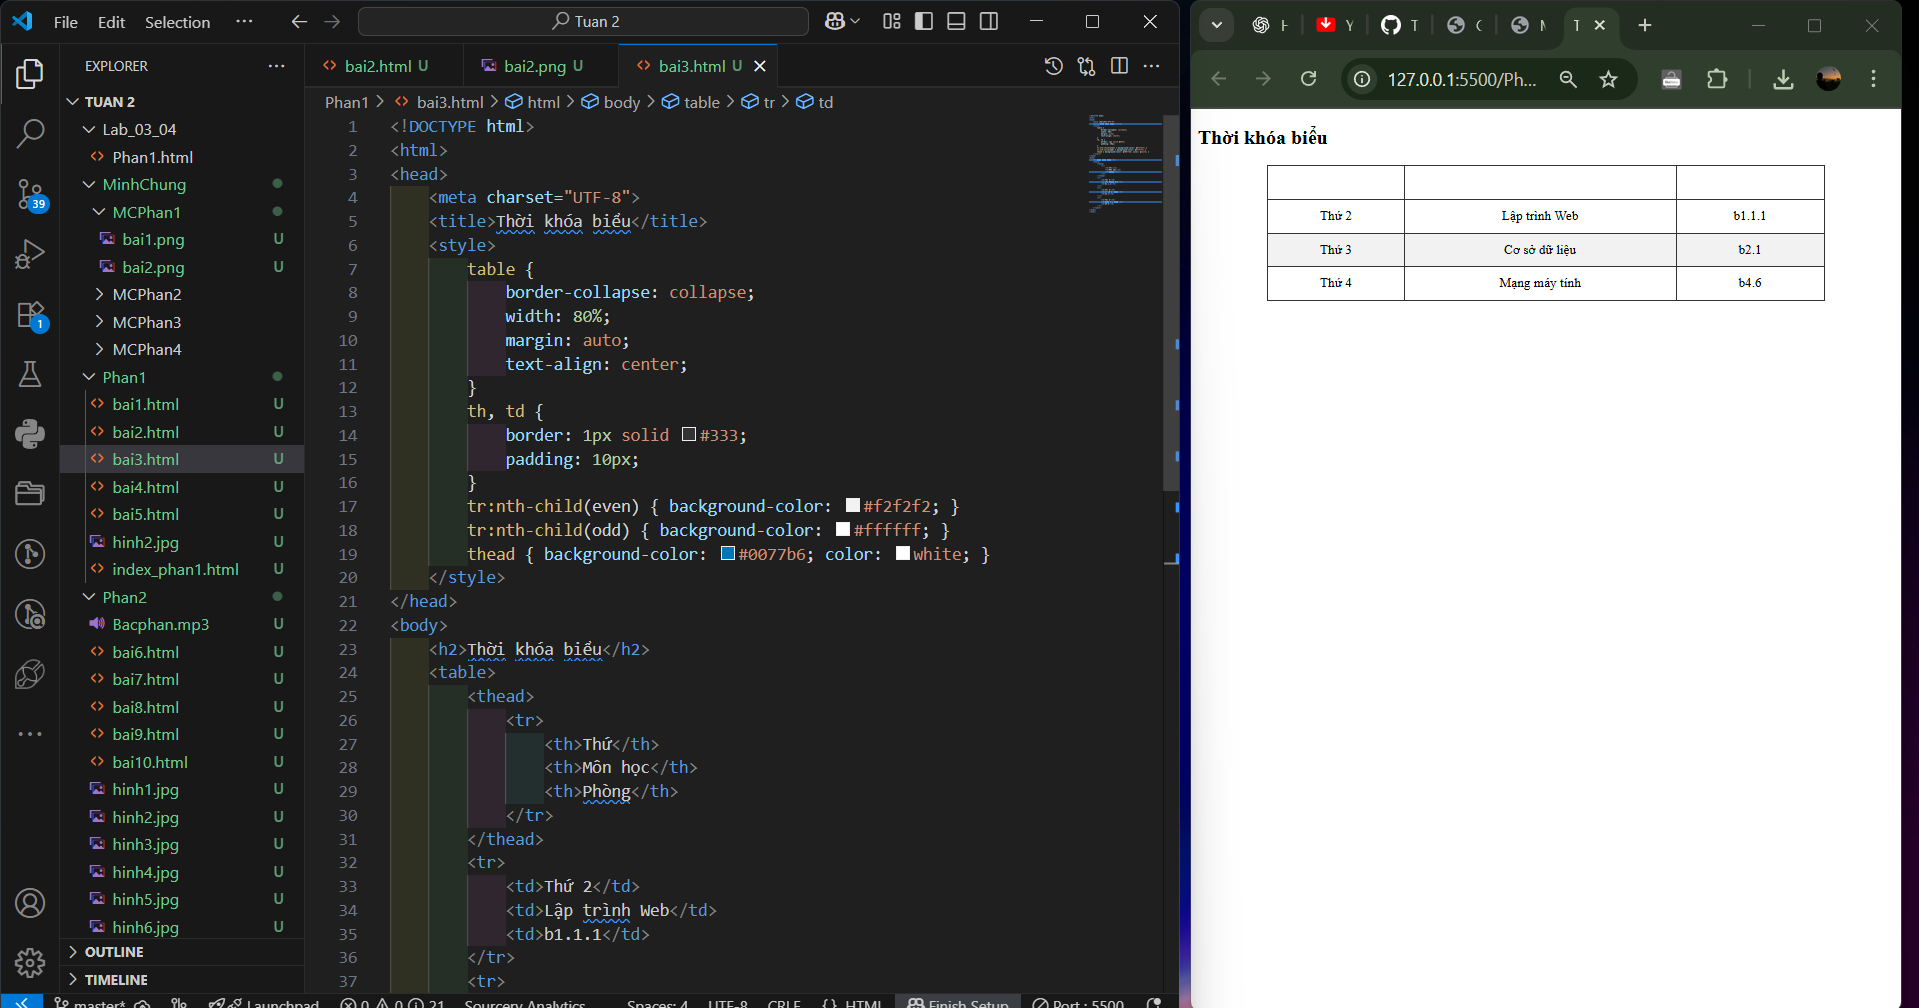 File Edit Selection ··· Tuan 2
EXPLORER
TUAN 2
Lab_03_04
Phan1.html
MinhChung
MCPhan1
bai1.png U
bai2.png U
MCPhan2
MCPhan3
MCPhan4
Phan1
bai1.html U
bai2.html U
bai3.html U
bai4.html U
bai5.html U
hinh2.jpg U
index_phan1.html U
Phan2
Bacphan.mp3 U
bai6.html U
bai7.html U
bai8.html U
bai9.html U
bai10.html U
hinh1.jpg U
hinh2.jpg U
hinh3.jpg U
hinh4.jpg U
hinh5.jpg U
hinh6.jpg U
OUTLINE
TIMELINE
39
1
bai2.html U bai2.png U bai3.html U
Phan1 > bai3.html > html > body > table > tr > td
1 <!DOCTYPE html>
2 <html>
3 <head>
4 <meta charset="UTF-8">
5 <title>Thời khóa biểu</title>
6 <style>
7 table {
8 border-collapse: collapse;
9 width: 80%;
10 margin: auto;
11 text-align: center;
12 }
13 th, td {
14 border: 1px solid #333;
15 padding: 10px;
16 }
17 tr:nth-child(even) { background-color: #f2f2f2; }
18 tr:nth-child(odd) { background-color: #ffffff; }
19 thead { background-color: #0077b6; color: white; }
20 </style>
21 </head>
22 <body>
23 <h2>Thời khóa biểu</h2>
24 <table>
25 <thead>
26 <tr>
27 <th>Thứ</th>
28 <th>Môn học</th>
29 <th>Phòng</th>
30 </tr>
31 </thead>
32 <tr>
33 <td>Thứ 2</td>
34 <td>Lập trình Web</td>
35 <td>b1.1.1</td>
36 </tr>
37 <tr>
master* Launchpad 0 0 21 Sourcery Analytics Spaces: 4 UTF-8 CRLF {} HTML Finish Setup Port : 5500
127.0.0.1:5500/Ph...
Thời khóa biểu
Thứ 2 Lập trình Web b1.1.1
Thứ 3 Cơ sở dữ liệu b2.1
Thứ 4 Mạng máy tính b4.6